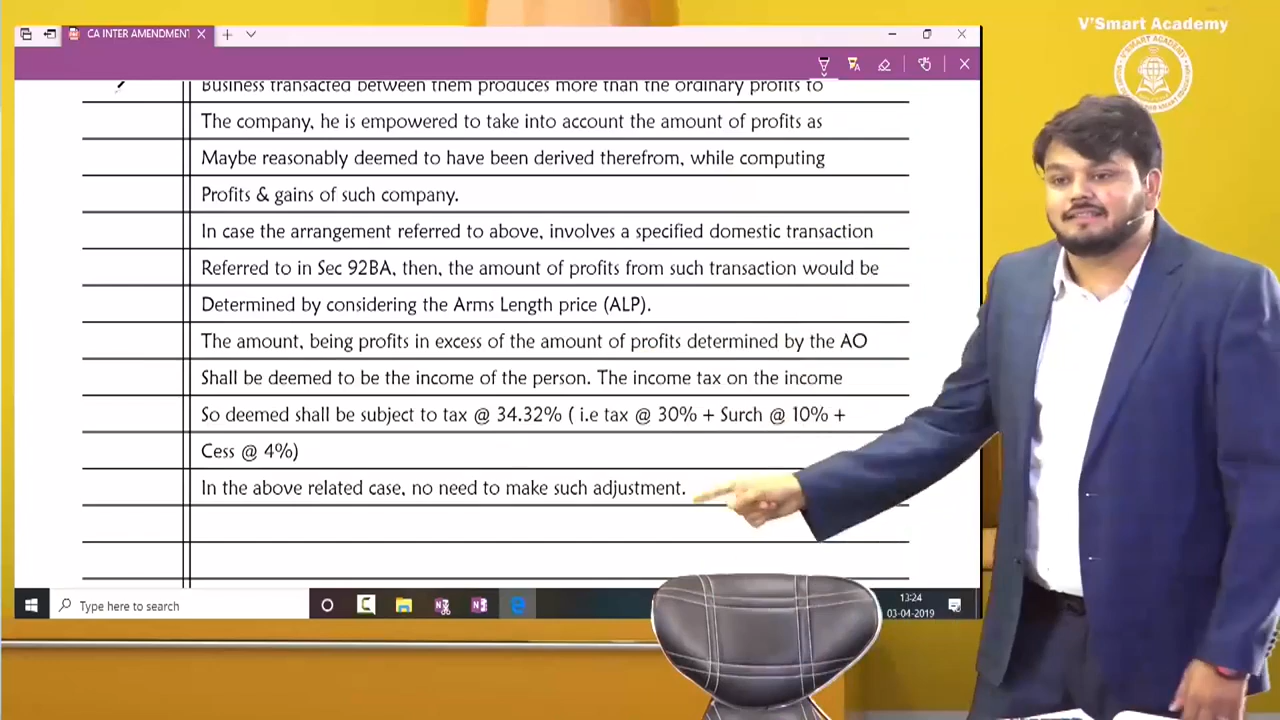 V'Smart Academy
CA INTER AMENDMENT
Business transacted between them produces more than the ordinary profits to
The company, he is empowered to take into account the amount of profits as
Maybe reasonably deemed to have been derived therefrom, while computing
Profits & gains of such company.
In case the arrangement referred to above, involves a specified domestic transaction
Referred to in Sec 92BA, then, the amount of profits from such transaction would be
Determined by considering the Arms Length price (ALP).
The amount, being profits in excess of the amount of profits determined by the AO
Shall be deemed to be the income of the person. The income tax on the income
So deemed shall be subject to tax @ 34.32% ( i.e tax @ 30% + Surch @ 10% +
Cess @ 4%)
In the above related case, no need to make such adjustment.
Type here to search
13:24
03-04-2019